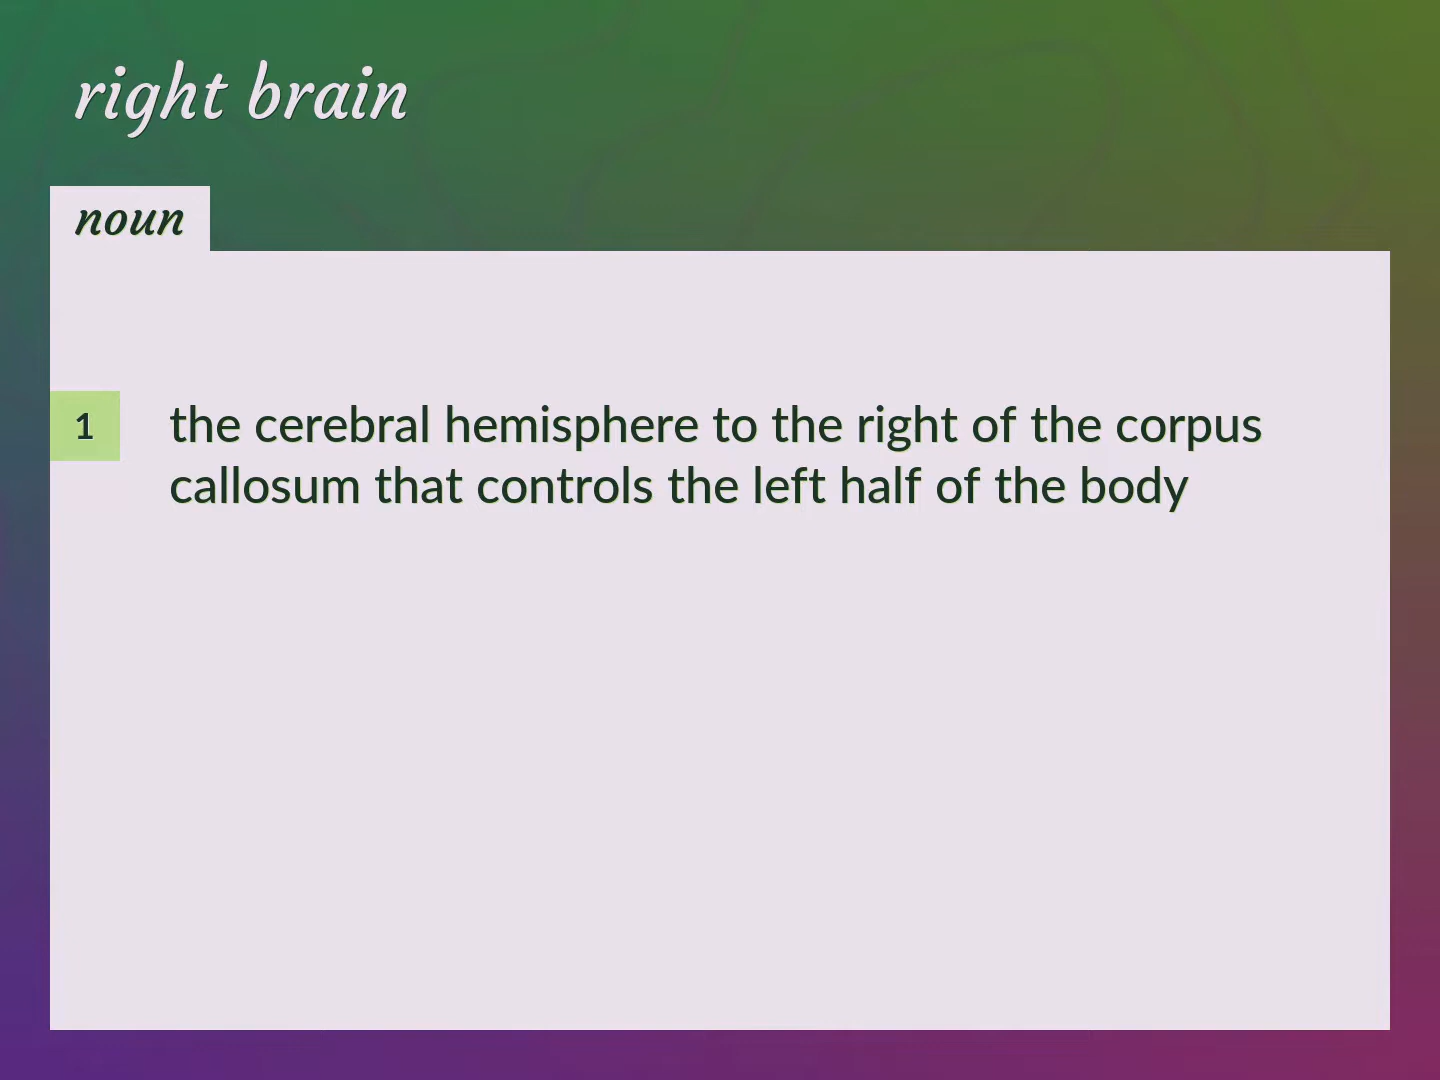 right brain
noun
1
the cerebral hemisphere to the right of the corpus
callosum that controls the left half of the body